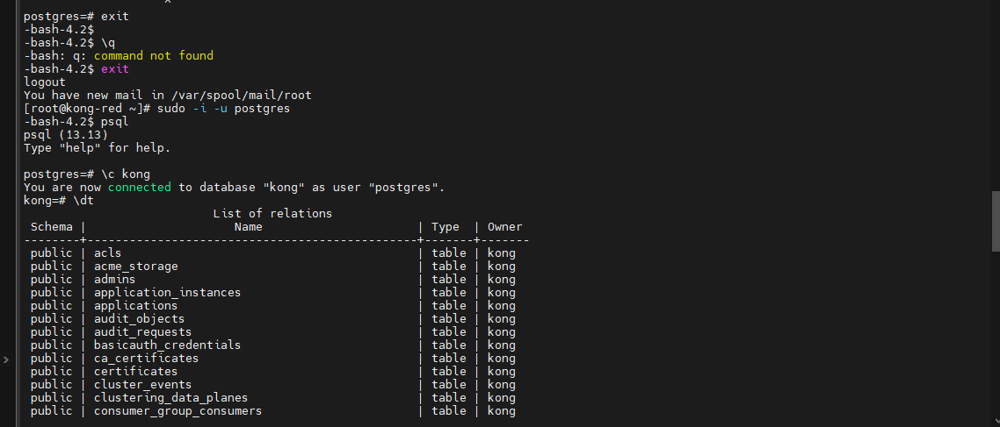 postgres=# exit
-bash-4.2$
-bash-4.2$ \q
-bash: q: command not found
-bash-4.2$ exit
logout
You have new mail in /var/spool/mail/root
[root@kong-red ~]# sudo -i -u postgres
-bash-4.2$ psql
psql (13.13)
Type "help" for help.

postgres=# \c kong
You are now connected to database "kong" as user "postgres".
kong=# \dt
                           List of relations
 Schema |                     Name                      | Type  | Owner
--------+-----------------------------------------------+-------+-------
 public | acls                                          | table | kong
 public | acme_storage                                  | table | kong
 public | admins                                        | table | kong
 public | application_instances                         | table | kong
 public | applications                                  | table | kong
 public | audit_objects                                 | table | kong
 public | audit_requests                                | table | kong
 public | basicauth_credentials                         | table | kong
 public | ca_certificates                               | table | kong
 public | certificates                                  | table | kong
 public | cluster_events                                | table | kong
 public | clustering_data_planes                        | table | kong
 public | consumer_group_consumers                      | table | kong